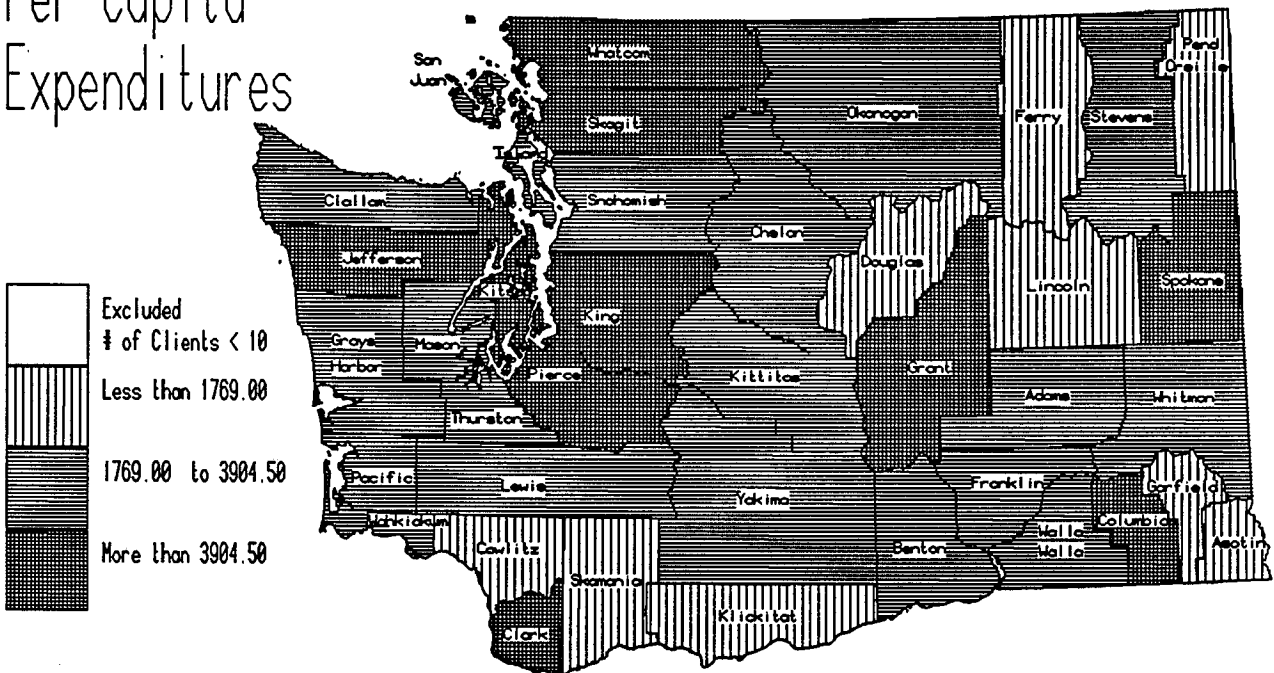 Per Capita
Expenditures
Excluded
# of Clients < 10
Less than 1769.00
1769.00 to 3904.50
More than 3904.50
San
Juan
Whatcom
Skagit
Island
Okanogan
Ferry
Stevens
Pend
Oreille
Clallam
Snohomish
Chelan
Jefferson
Douglas
Lincoln
Spokane
King
Grays
Harbor
Mason
Pierce
Kittitas
Grant
Adams
Whitman
Thurston
Pacific
Lewis
Yakima
Franklin
Garfield
Wahkiakum
Cowlitz
Skamania
Benton
Walla
Walla
Columbia
Asotin
Klickitat
Clark